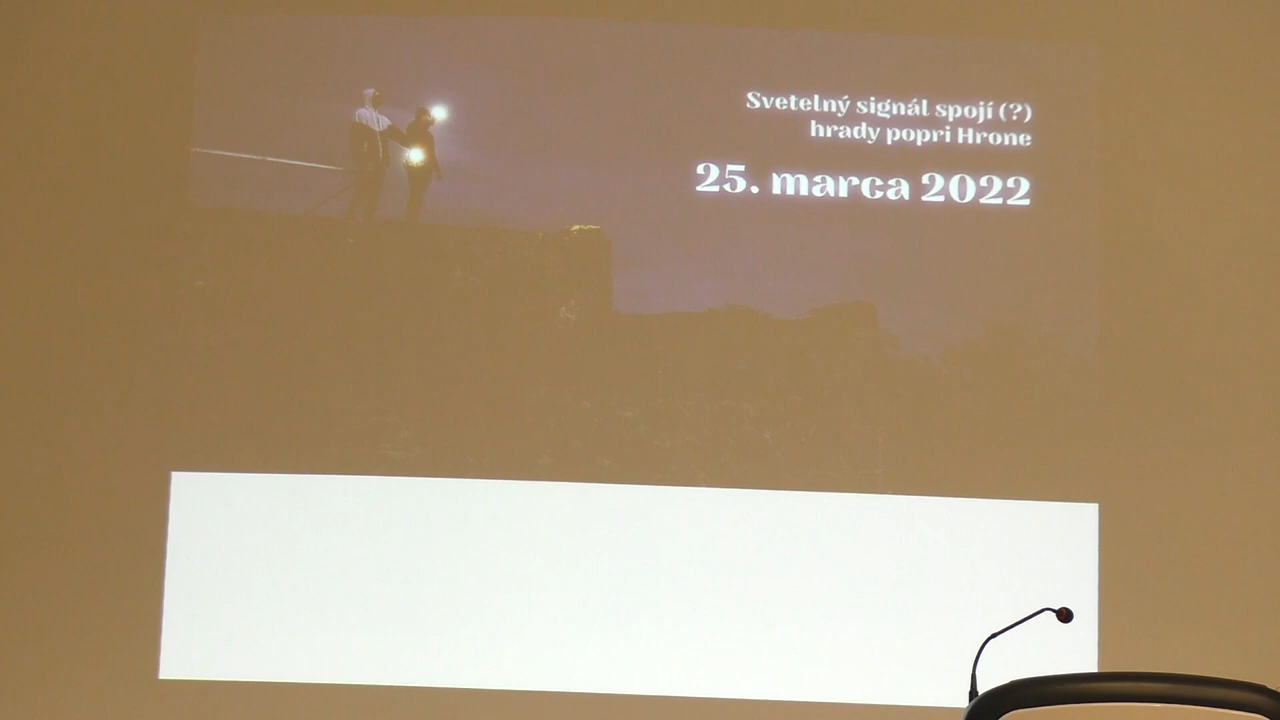 Svetelný signál spojí (?)
hrady popri Hrone
25. marca 2022